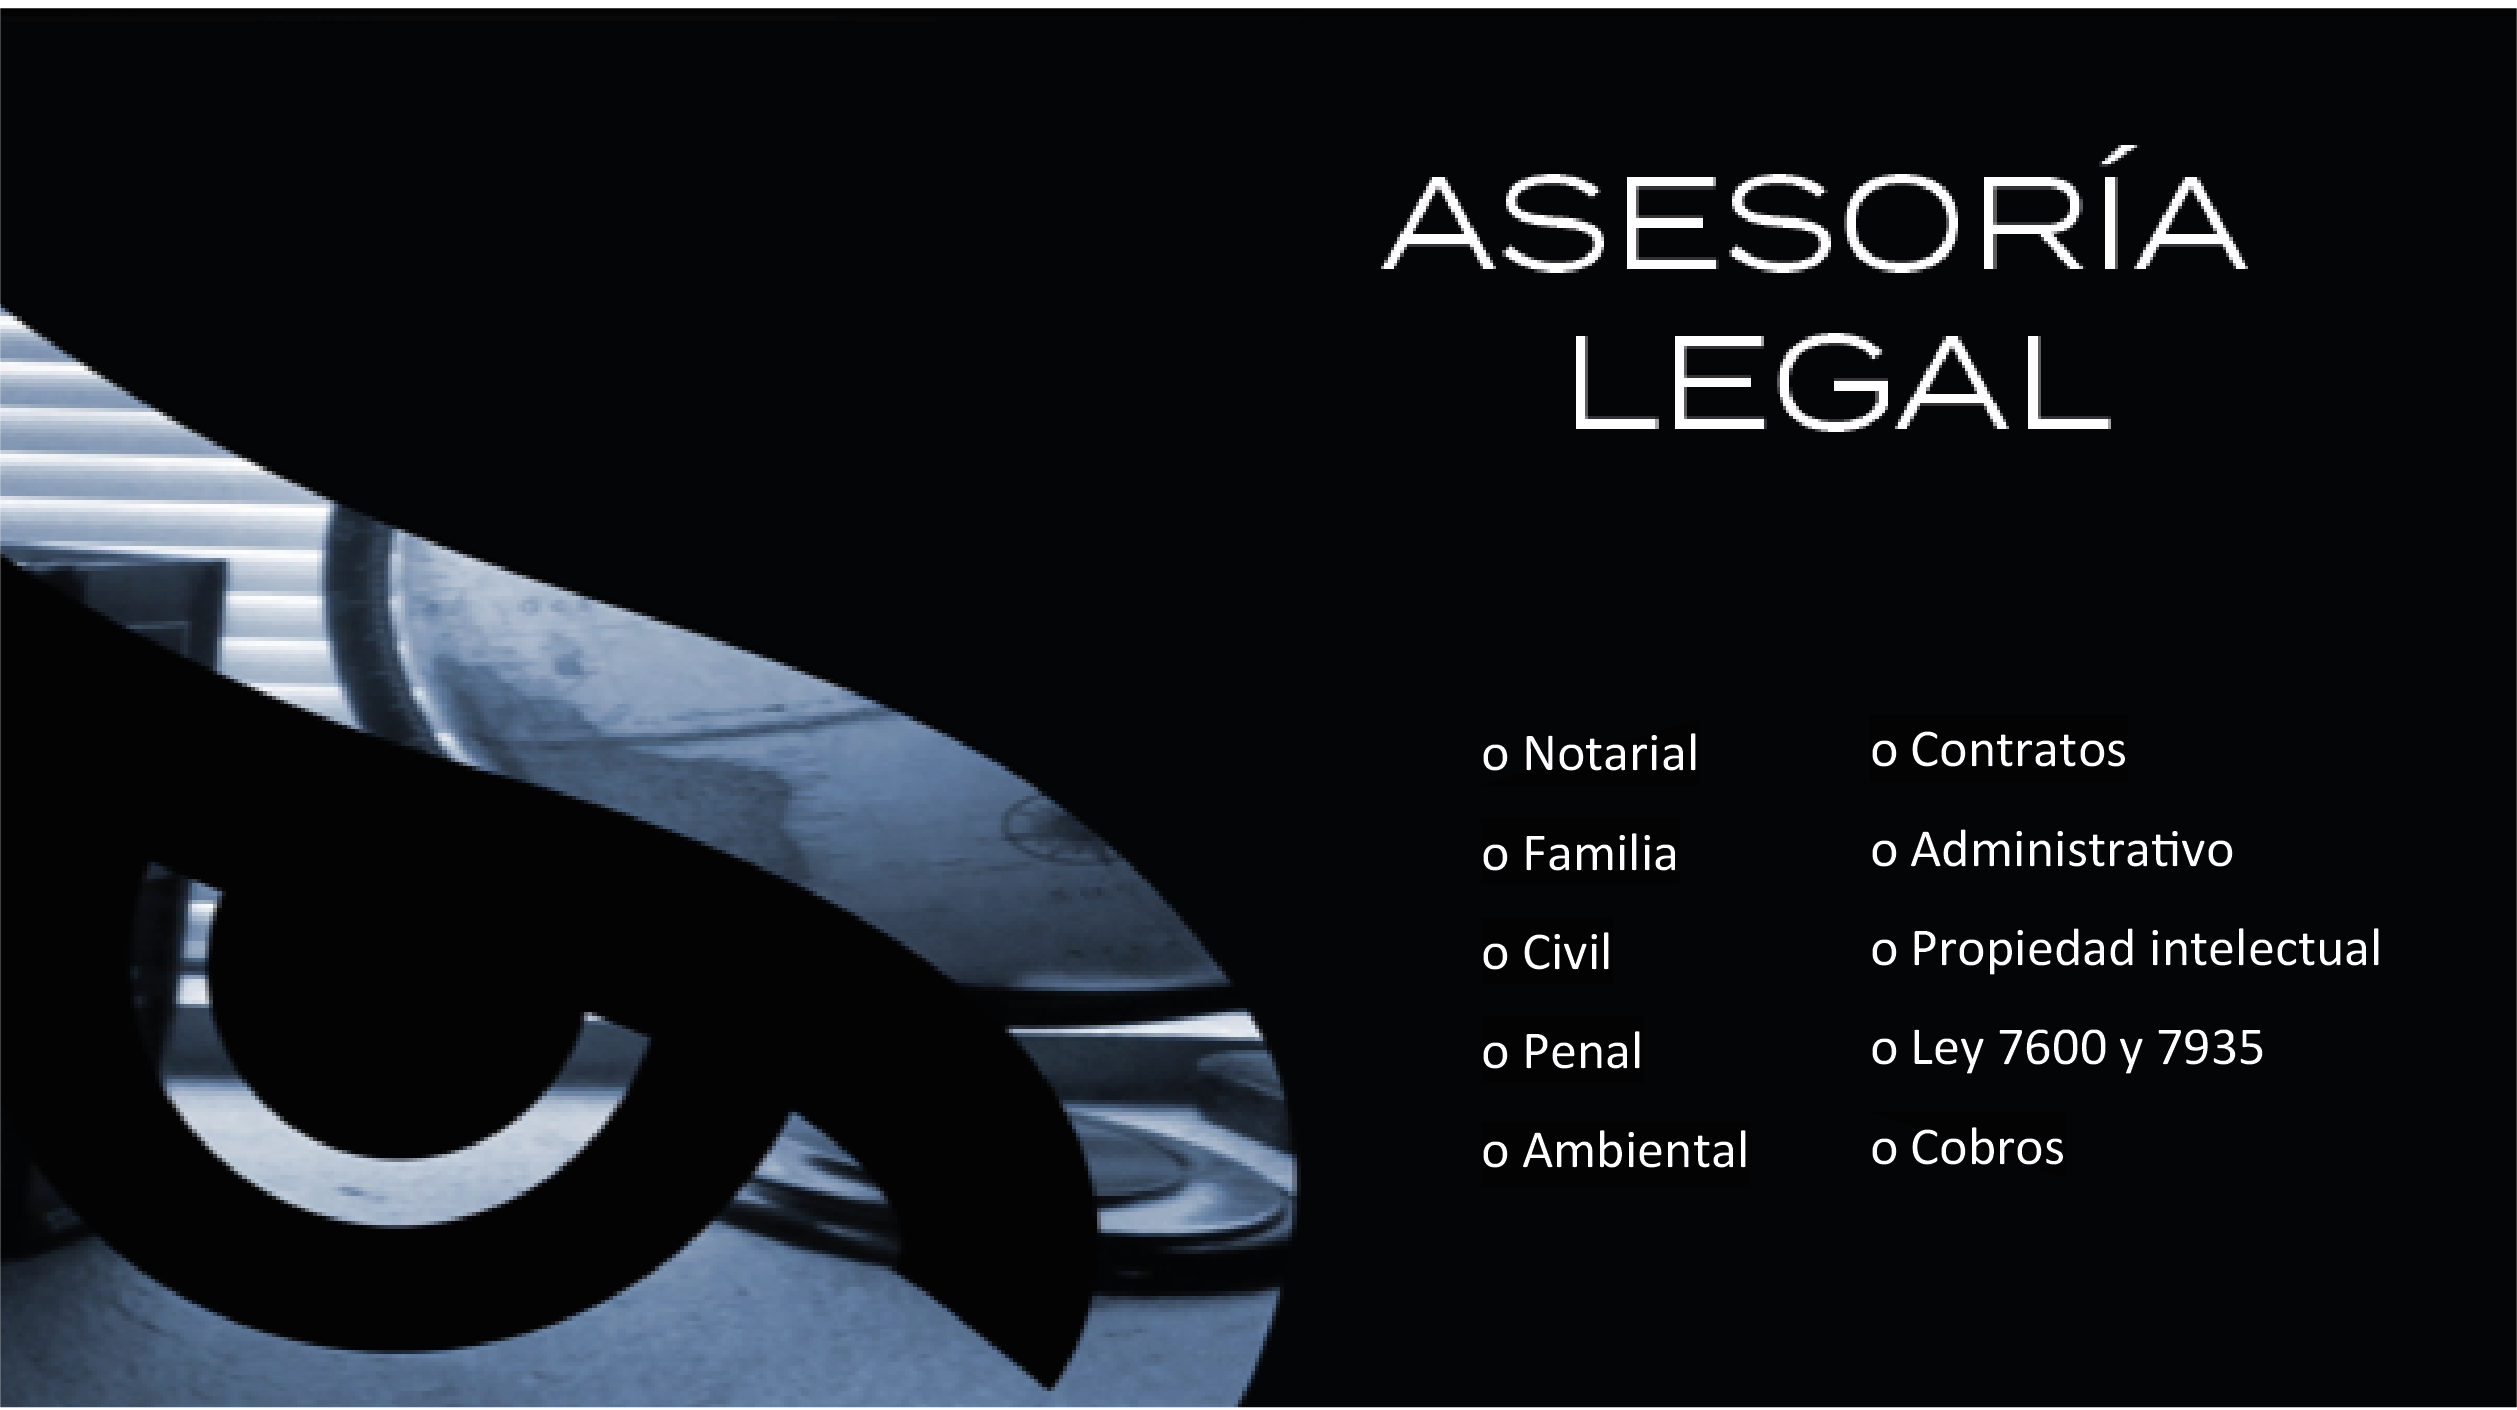 ASESORÍA
LEGAL
o Notarial
o Familia
o Civil
o Penal
o Ambiental
o Contratos
o Administrativo
o Propiedad intelectual
o Ley 7600 y 7935
o Cobros